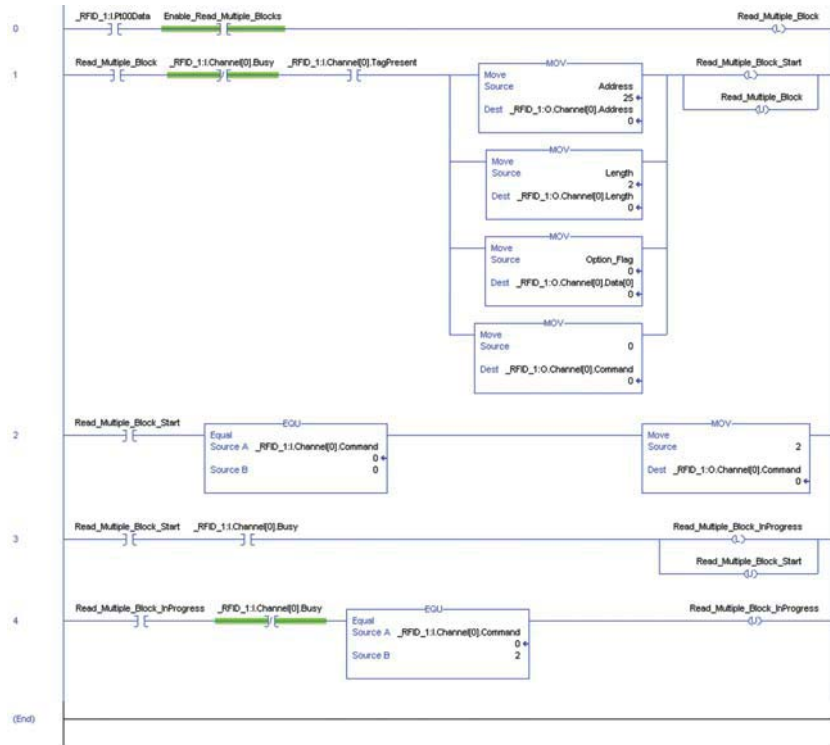 _RFID_1:I.Pt00Data Enable_Read_Multiple_Blocks Read_Multiple_Block
0 L
Read_Multiple_Block _RFID_1:I.Channel[0].Busy _RFID_1:I.Channel[0].TagPresent MOV Read_Multiple_Block_Start
1 L
Move
Source Address
25
Dest _RFID_1:O.Channel[0].Address
0
Read_Multiple_Block
U
MOV
Move
Source Length
2
Dest _RFID_1:O.Channel[0].Length
0
MOV
Move
Source Option_Flag
0
Dest _RFID_1:O.Channel[0].Data[0]
0
MOV
Move
Source 0
Dest _RFID_1:O.Channel[0].Command
0
Read_Multiple_Block_Start EQU MOV
2
Equal
Source A _RFID_1:I.Channel[0].Command
0
Source B 0
Move
Source 2
Dest _RFID_1:O.Channel[0].Command
0
Read_Multiple_Block_Start _RFID_1:I.Channel[0].Busy Read_Multiple_Block_InProgress
3 L
Read_Multiple_Block_Start
U
Read_Multiple_Block_InProgress _RFID_1:I.Channel[0].Busy EQU Read_Multiple_Block_InProgress
4 U
Equal
Source A _RFID_1:I.Channel[0].Command
0
Source B 2
(End)